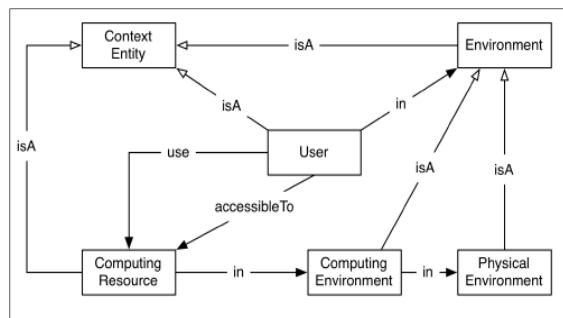 Context
Entity
isA
Environment
isA
in
isA
User
use
isA
isA
accessibleTo
Computing
Resource
in
Computing
Environment
in
Physical
Environment